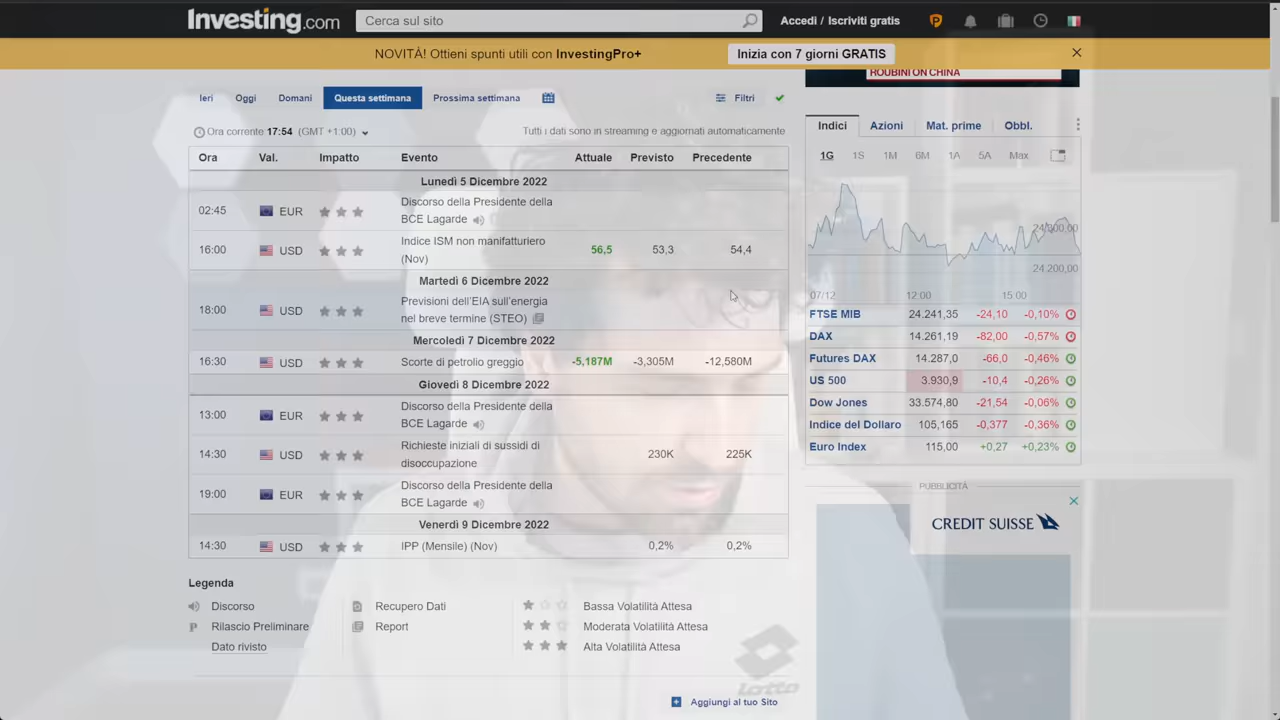 Investing.com
Cerca sul sito
Accedi / Iscriviti gratis
NOVITÀ! Ottieni spunti utili con InvestingPro+
Inizia con 7 giorni GRATIS
ROUBINI ON CHINA
Ieri Oggi Domani Questa settimana Prossima settimana
Filtri
Ora corrente 17:54 (GMT +1:00)
Tutti i dati sono in streaming e aggiornati automaticamente
Ora Val. Impatto Evento Attuale Previsto Precedente
Lunedì 5 Dicembre 2022
02:45 EUR Discorso della Presidente della
BCE Lagarde
16:00 USD Indice ISM non manifatturiero 56,5 53,3 54,4
(Nov)
Martedì 6 Dicembre 2022
18:00 USD Previsioni dell'EIA sull'energia
nel breve termine (STEO)
Mercoledì 7 Dicembre 2022
16:30 USD Scorte di petrolio greggio -5,187M -3,305M -12,580M
Giovedì 8 Dicembre 2022
13:00 EUR Discorso della Presidente della
BCE Lagarde
14:30 USD Richieste iniziali di sussidi di 230K 225K
disoccupazione
19:00 EUR Discorso della Presidente della
BCE Lagarde
Venerdì 9 Dicembre 2022
14:30 USD IPP (Mensile) (Nov) 0,2% 0,2%
Legenda
Discorso Recupero Dati Bassa Volatilità Attesa
P Rilascio Preliminare Report Moderata Volatilità Attesa
Dato rivisto Alta Volatilità Attesa
Aggiungi al tuo Sito
Indici Azioni Mat. prime Obbl.
1G 1S 1M 6M 1A 5A Max
24.300,00
24.200,00
07/12 12:00 15:00
FTSE MIB 24.241,35 -24,10 -0,10%
DAX 14.261,19 -82,00 -0,57%
Futures DAX 14.287,0 -66,0 -0,46%
US 500 3.930,9 -10,4 -0,26%
Dow Jones 33.574,80 -21,54 -0,06%
Indice del Dollaro 105,165 -0,377 -0,36%
Euro Index 115,00 +0,27 +0,23%
PUBBLICITÀ
CREDIT SUISSE
lotto